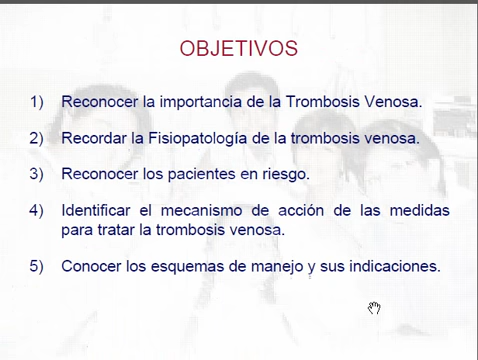 OBJETIVOS
1) Reconocer la importancia de la Trombosis Venosa.
2) Recordar la Fisiopatología de la trombosis venosa.
3) Reconocer los pacientes en riesgo.
4) Identificar el mecanismo de acción de las medidas
para tratar la trombosis venosa.
5) Conocer los esquemas de manejo y sus indicaciones.